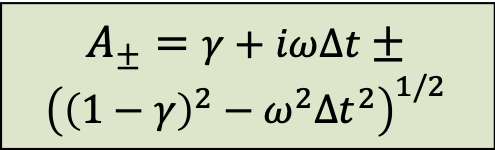 A± = γ + iωΔt ±
((1 − γ)² − ω²Δt²)^1/2